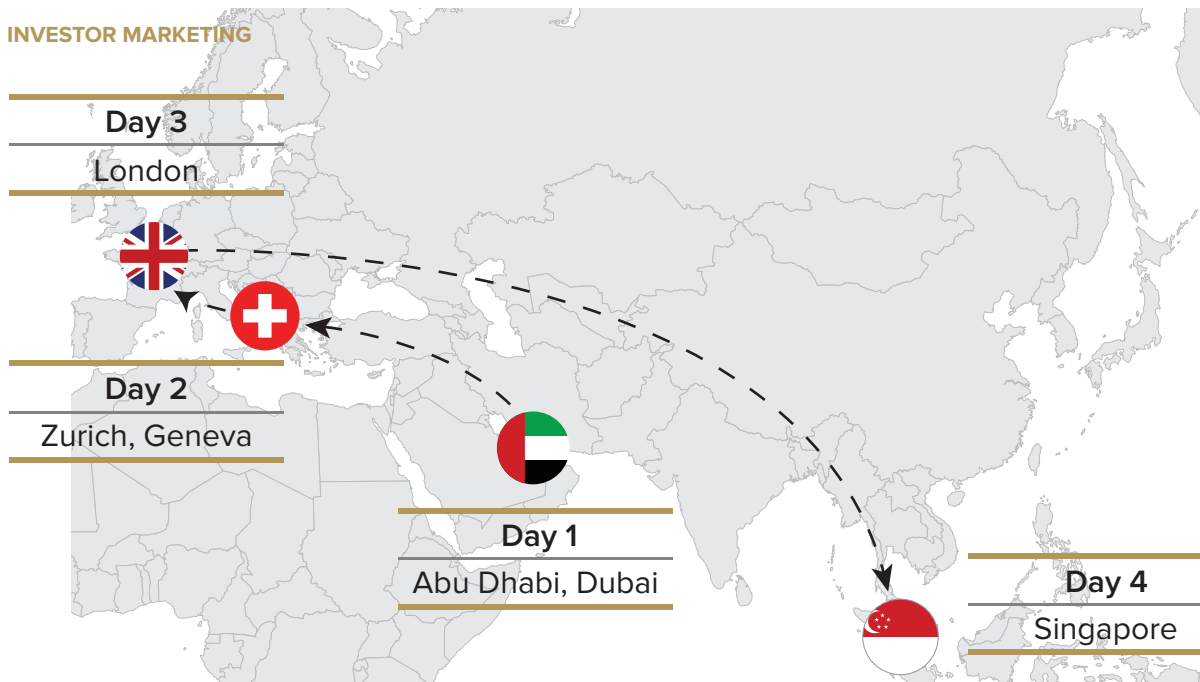 INVESTOR MARKETING
Day 3
London
Day 2
Zurich, Geneva
Day 1
Abu Dhabi, Dubai
Day 4
Singapore